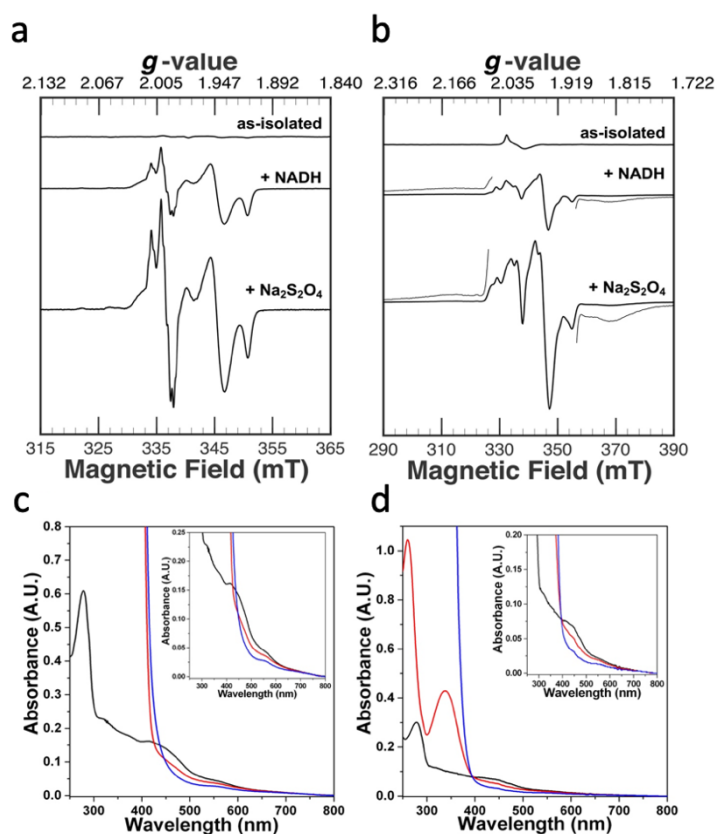 a
b
g-value
g-value
2.132 2.067 2.005 1.947 1.892 1.840
2.316 2.166 2.035 1.919 1.815 1.722
as-isolated
as-isolated
+ NADH
+ NADH
+ Na₂S₂O₄
+ Na₂S₂O₄
315 325 335 345 355 365
290 310 330 350 370 390
Magnetic Field (mT)
Magnetic Field (mT)
c
d
Absorbance (A.U.)
0.8
0.7
0.6
0.5
0.4
0.3
0.2
0.1
0.0
300 400 500 600 700 800
Wavelength (nm)
Absorbance (A.U.)
0.25
0.20
0.15
0.10
0.05
0.00
300 400 500 600 700 800
Wavelength (nm)
Absorbance (A.U.)
1.0
0.8
0.6
0.4
0.2
0.0
300 400 500 600 700 800
Wavelength (nm)
Absorbance (A.U.)
0.20
0.15
0.10
0.05
0.00
300 400 500 600 700 800
Wavelength (nm)